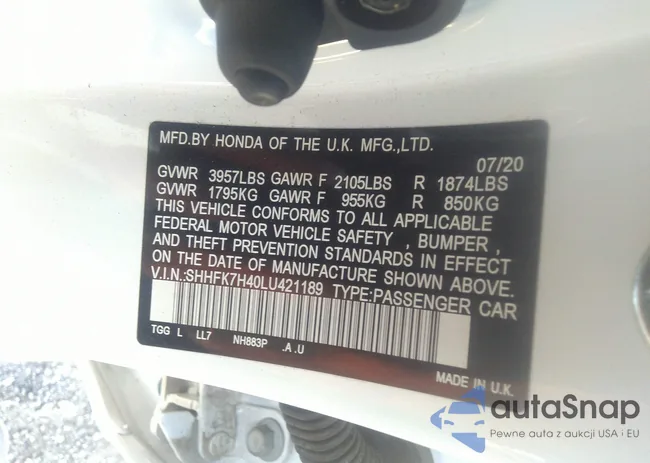 MFD.BY HONDA OF THE U.K. MFG.,LTD.
07/20
GVWR 3957LBS GAWR F 2105LBS R 1874LBS
GVWR 1795KG GAWR F 955KG R 850KG
THIS VEHICLE CONFORMS TO ALL APPLICABLE
FEDERAL MOTOR VEHICLE SAFETY , BUMPER ,
AND THEFT PREVENTION STANDARDS IN EFFECT
ON THE DATE OF MANUFACTURE SHOWN ABOVE.
V.I.N.:SHHFK7H40LU421189 TYPE:PASSENGER CAR
TGG L LL7 NH883P .A .U
MADE IN U.K.
autaSnap
Pewne auta z aukcji USA i EU